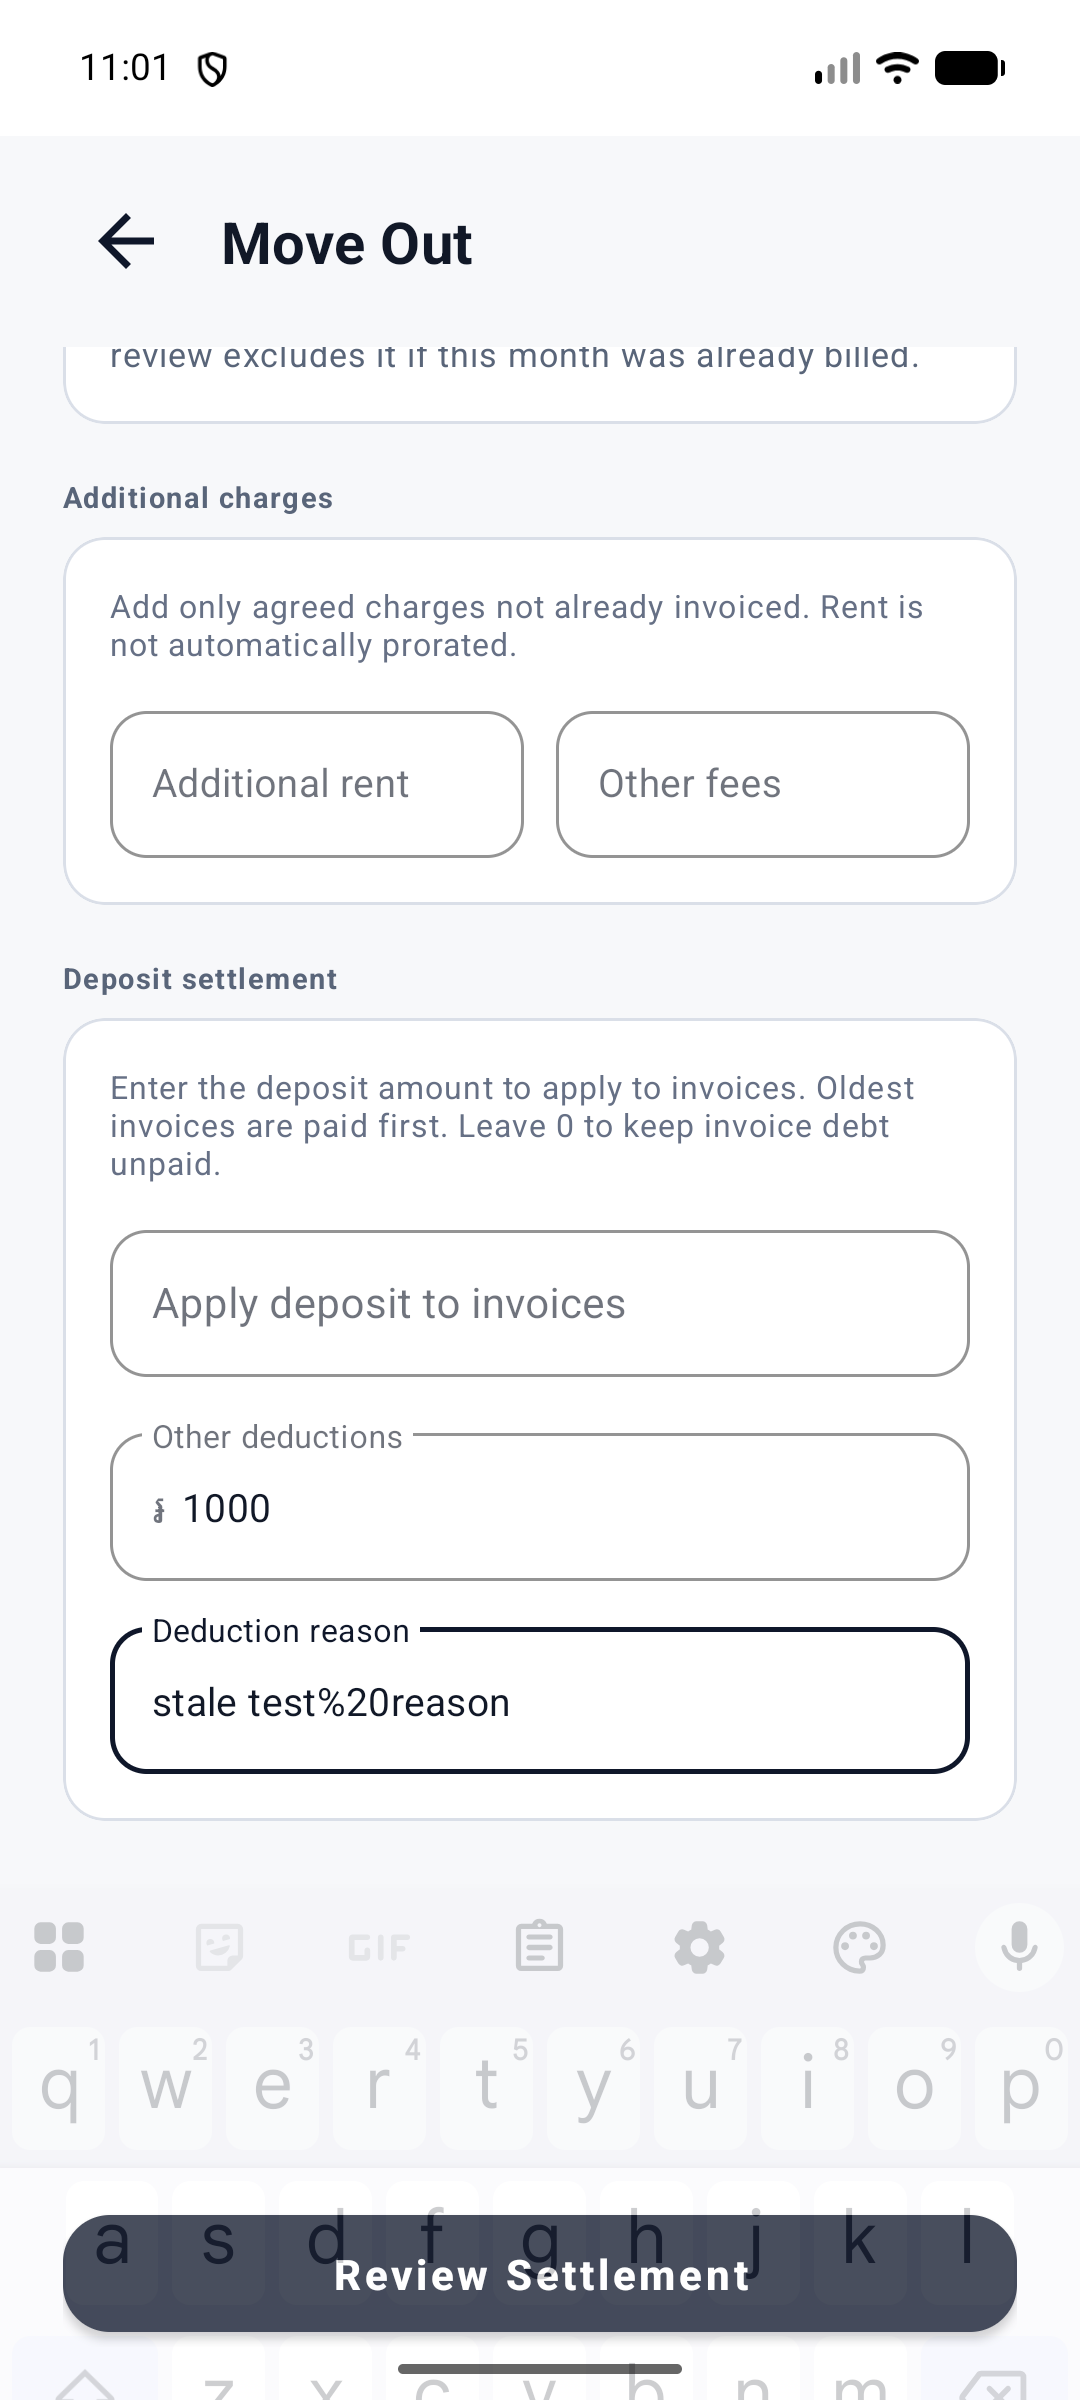 11:01
Move Out
review excludes it if this month was already billed.
Additional charges
Add only agreed charges not already invoiced. Rent is
not automatically prorated.
Additional rent
Other fees
Deposit settlement
Enter the deposit amount to apply to invoices. Oldest
invoices are paid first. Leave 0 to keep invoice debt
unpaid.
Apply deposit to invoices
Other deductions
៛ 1000
Deduction reason
stale test%20reason
GIF
1 2 3 4 5 6 7 8 9 0
q w e r t y u i o p
a s d f g h j k l
Review Settlement
z x c v b n m